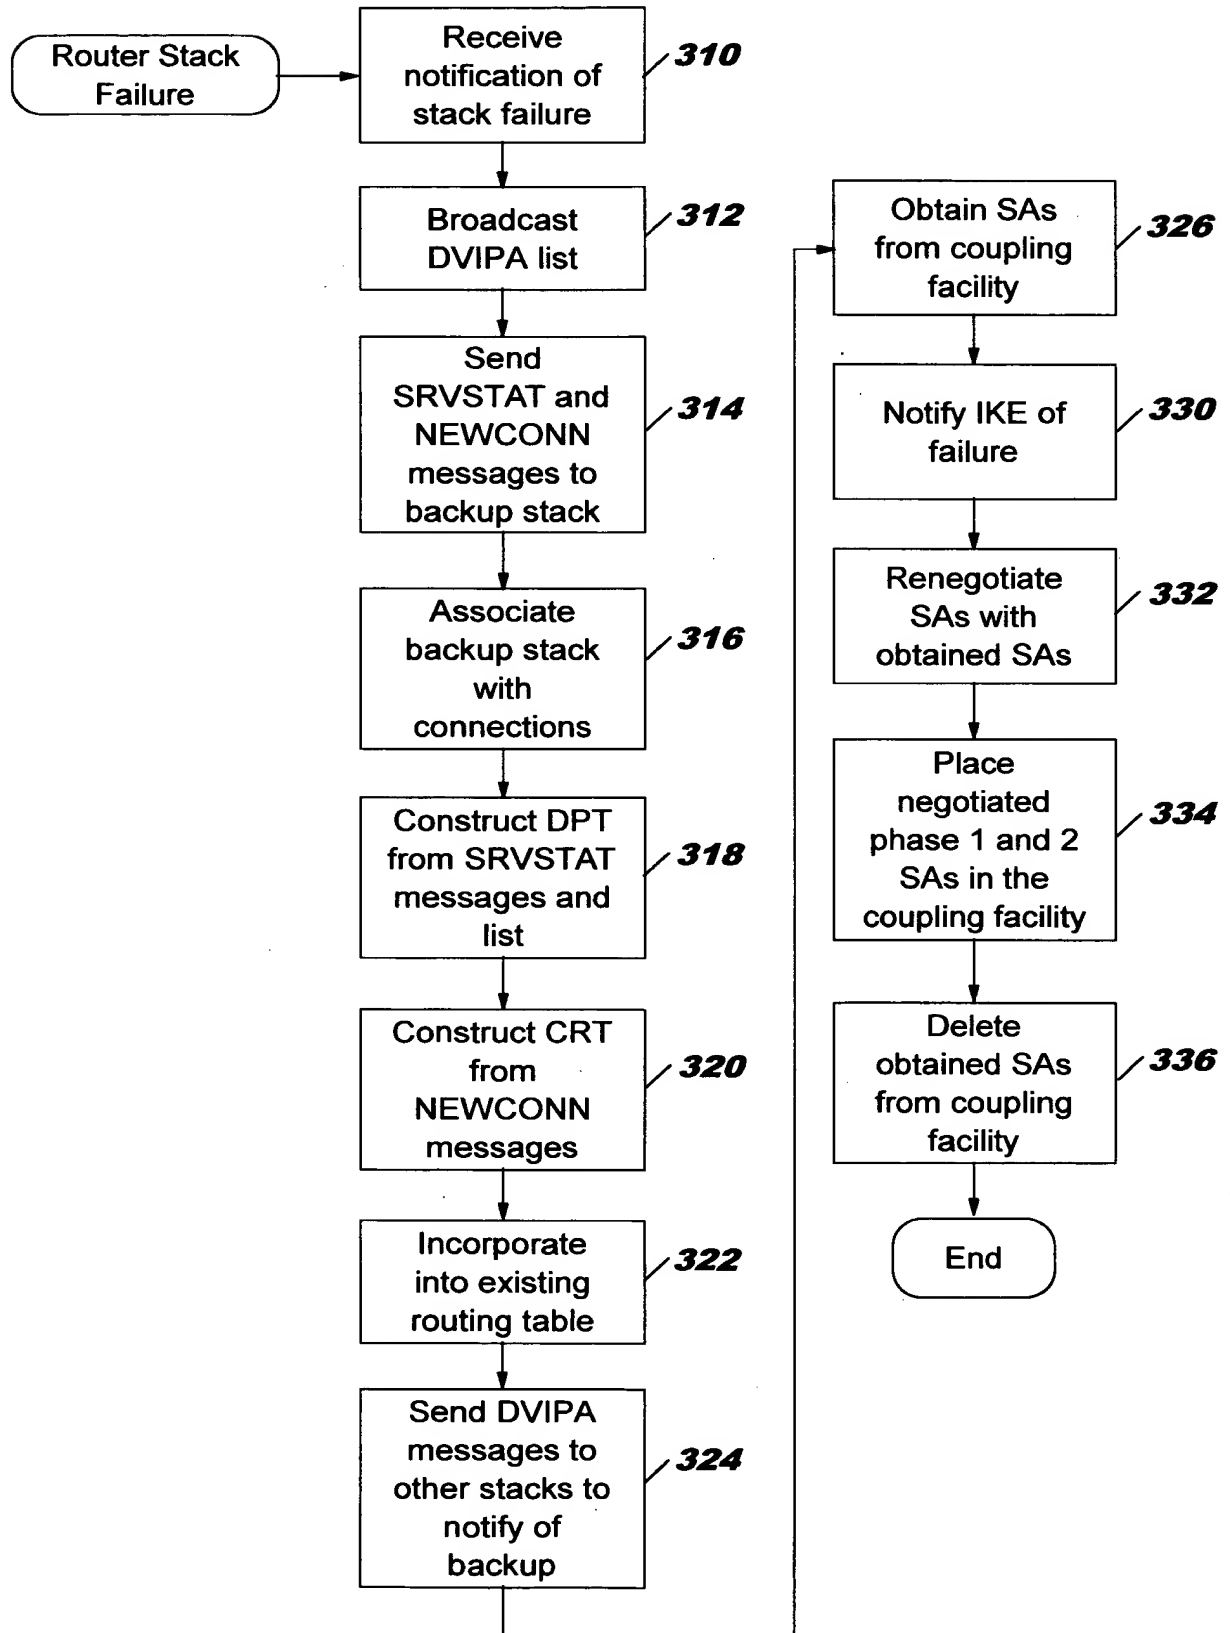 Router Stack
Failure
Receive
notification of
stack failure
310
Broadcast
DVIPA list
312
Send
SRVSTAT and
NEWCONN
messages to
backup stack
314
Associate
backup stack
with
connections
316
Construct DPT
from SRVSTAT
messages and
list
318
Construct CRT
from
NEWCONN
messages
320
Incorporate
into existing
routing table
322
Send DVIPA
messages to
other stacks to
notify of
backup
324
Obtain SAs
from coupling
facility
326
Notify IKE of
failure
330
Renegotiate
SAs with
obtained SAs
332
Place
negotiated
phase 1 and 2
SAs in the
coupling facility
334
Delete
obtained SAs
from coupling
facility
336
End